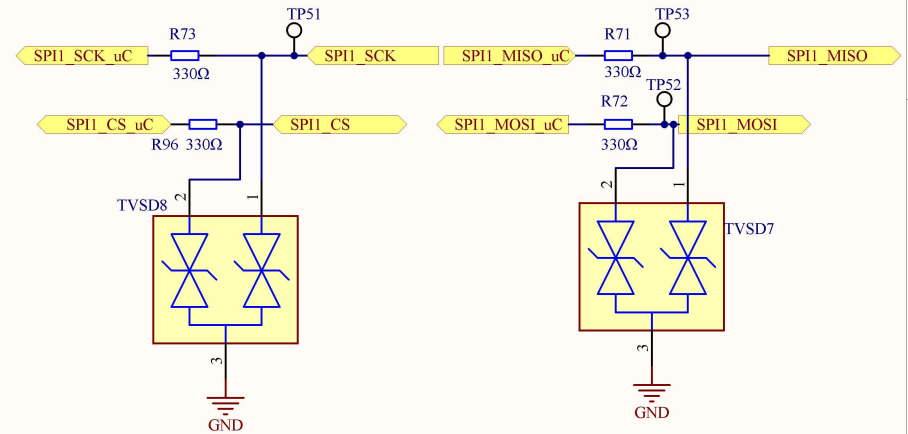 TP51
TP53
R73
R71
SPI1_SCK_uC
SPI1_SCK
SPI1_MISO_uC
SPI1_MISO
330Ω
330Ω
TP52
R72
SPI1_CS_uC
SPI1_CS
SPI1_MOSI_uC
SPI1_MOSI
R96
330Ω
330Ω
2
1
2
1
TVSD8
TVSD7
3
3
GND
GND